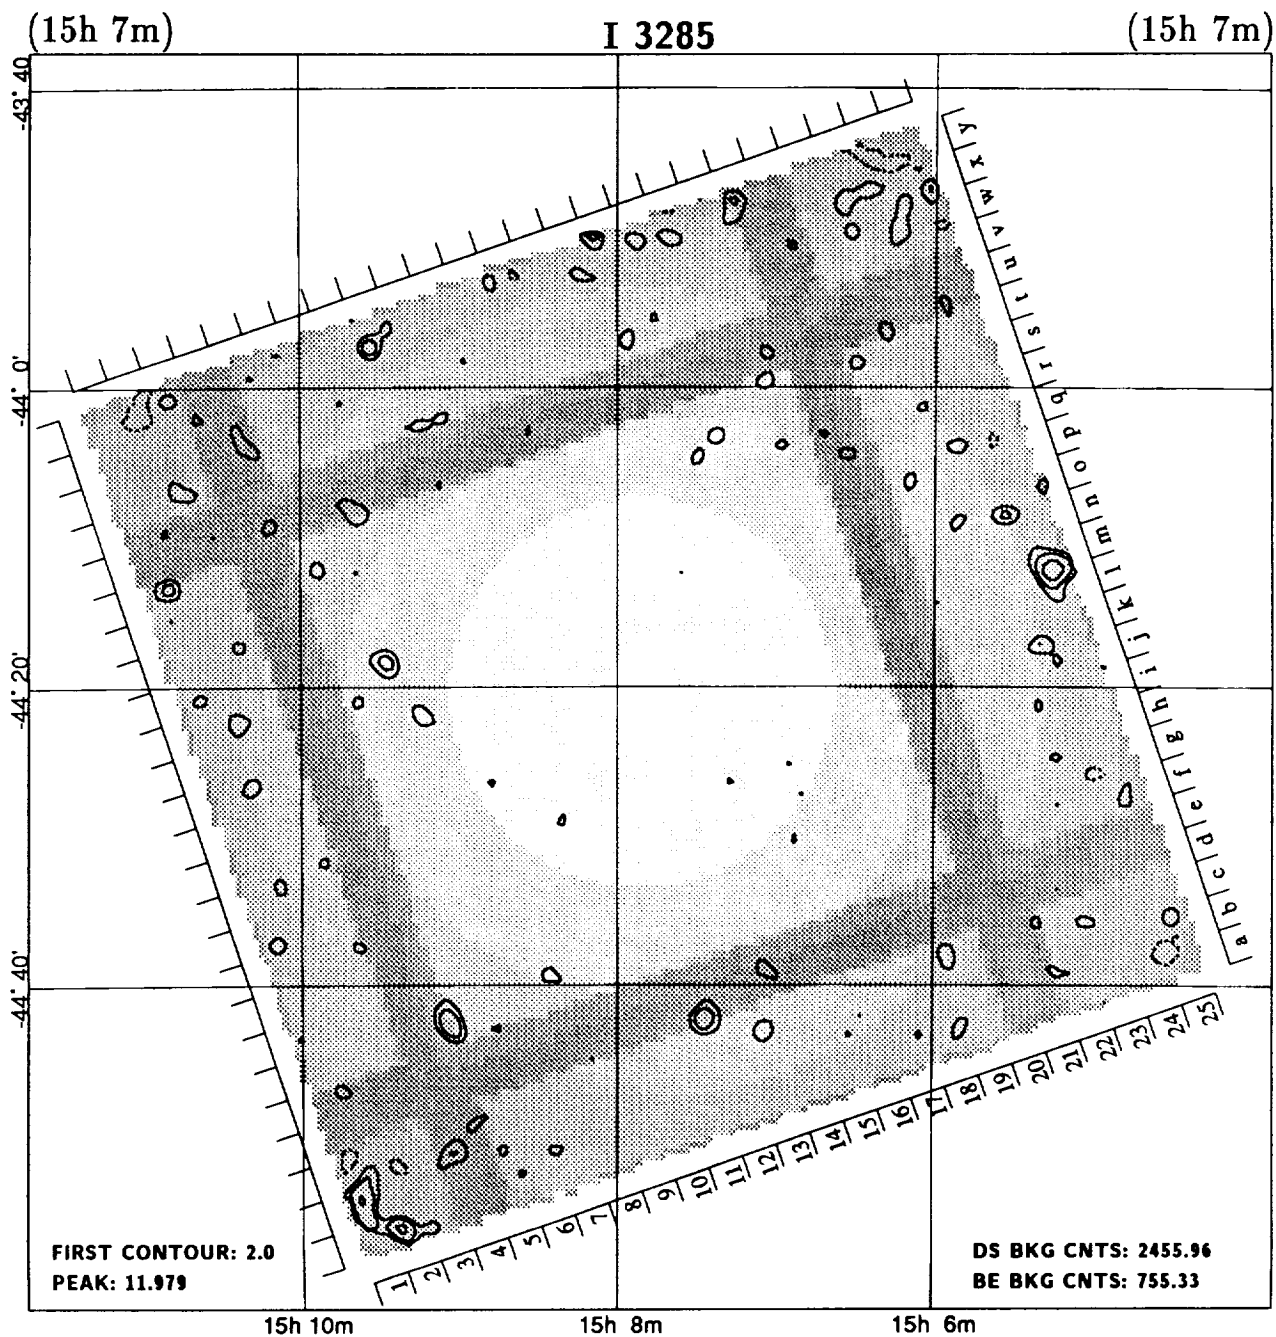 (15h 7m) I 3285 (15h 7m)
-43° 40
-44° 0'
-44° 20'
-44° 40'
y
x
w
v
u
t
s
r
q
p
o
n
m
l
k
j
i
h
g
f
e
d
c
b
a
1 2 3 4 5 6 7 8 9 10 11 12 13 14 15 16 17 18 19 20 21 22 23 24 25
FIRST CONTOUR: 2.0
PEAK: 11.979
DS BKG CNTS: 2455.96
BE BKG CNTS: 755.33
15h 10m 15h 8m 15h 6m